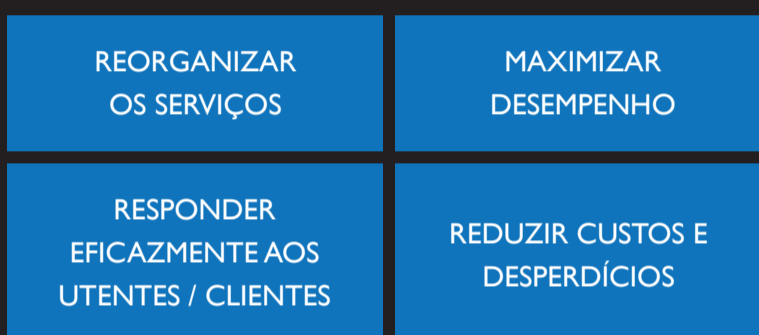 REORGANIZAR
OS SERVIÇOS
MAXIMIZAR
DESEMPENHO
RESPONDER
EFICAZMENTE AOS
UTENTES / CLIENTES
REDUZIR CUSTOS E
DESPERDÍCIOS